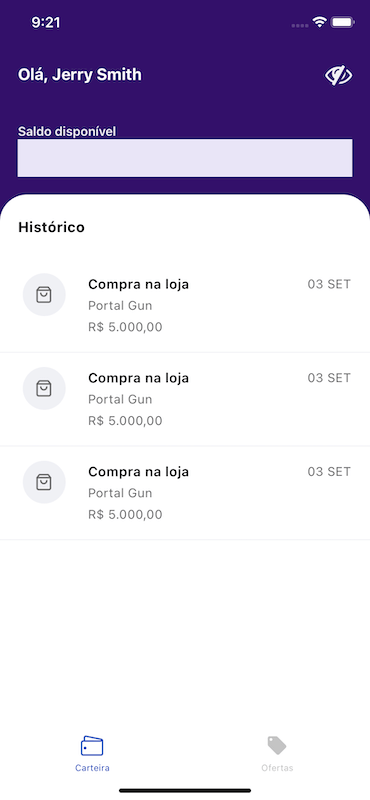 9:21
Olá, Jerry Smith
Saldo disponível
Histórico
Compra na loja
03 SET
Portal Gun
R$ 5.000,00
Compra na loja
03 SET
Portal Gun
R$ 5.000,00
Compra na loja
03 SET
Portal Gun
R$ 5.000,00
Carteira
Ofertas